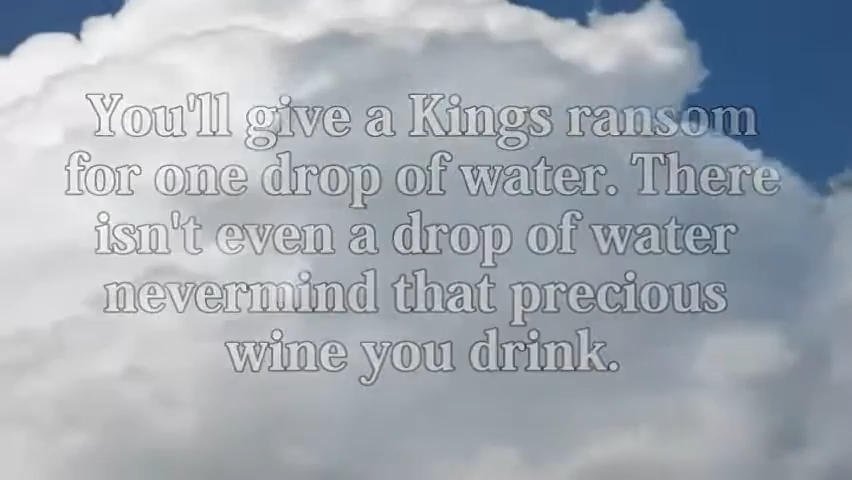 You'll give a Kings ransom
for one drop of water. There
isn't even a drop of water
nevermind that precious
wine you drink.